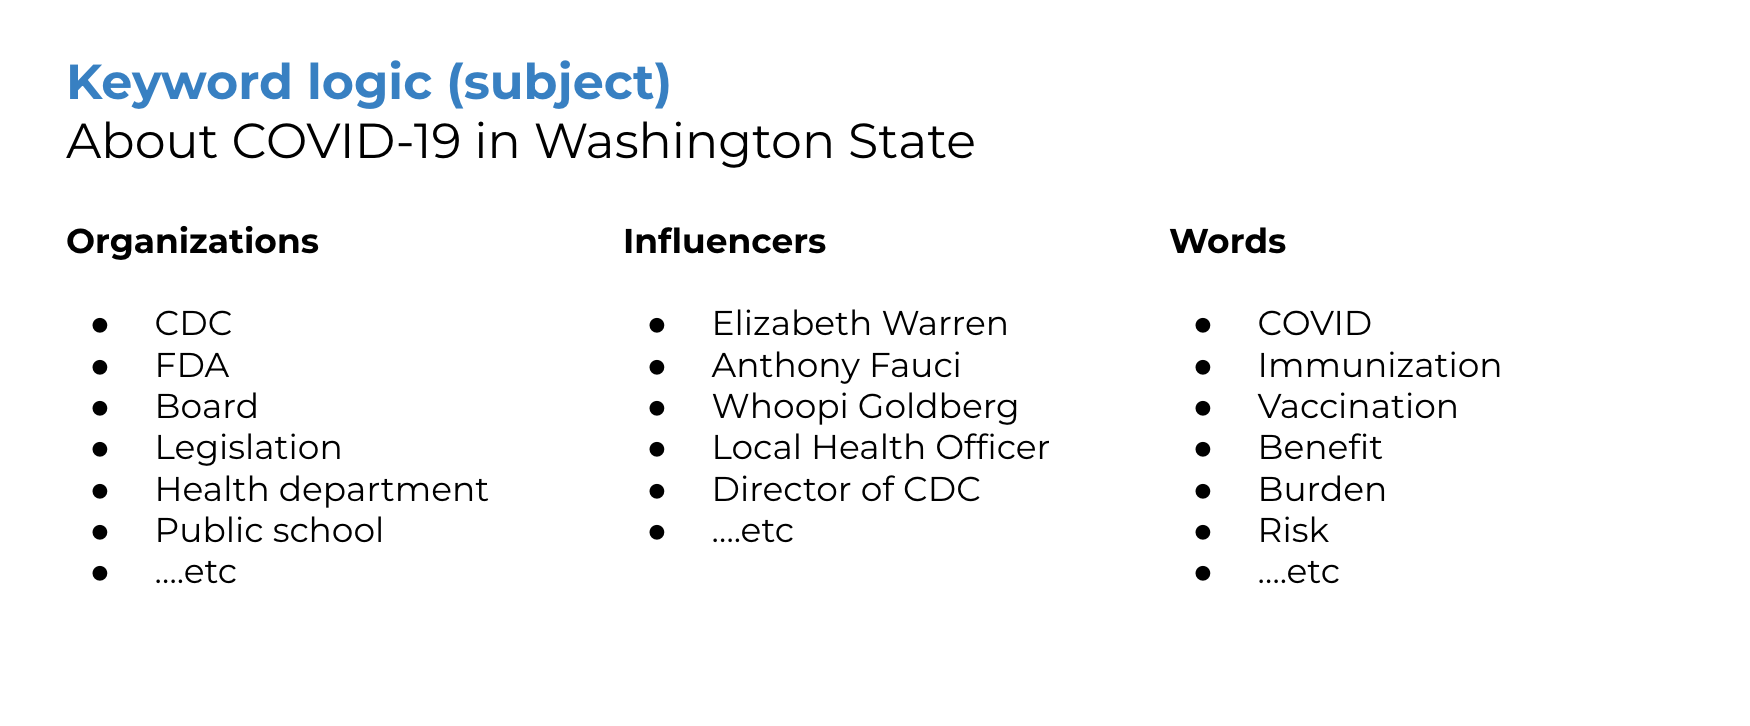 Keyword logic (subject)
About COVID-19 in Washington State
Organizations
● CDC
● FDA
● Board
● Legislation
● Health department
● Public school
● ....etc
Influencers
● Elizabeth Warren
● Anthony Fauci
● Whoopi Goldberg
● Local Health Officer
● Director of CDC
● ....etc
Words
● COVID
● Immunization
● Vaccination
● Benefit
● Burden
● Risk
● ....etc